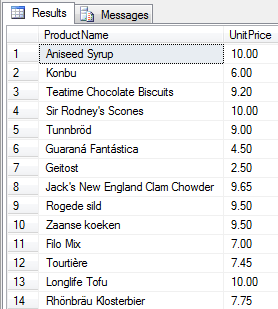 Results Messages
ProductName UnitPrice
1 Aniseed Syrup 10.00
2 Konbu 6.00
3 Teatime Chocolate Biscuits 9.20
4 Sir Rodney's Scones 10.00
5 Tunnbröd 9.00
6 Guaraná Fantástica 4.50
7 Geitost 2.50
8 Jack's New England Clam Chowder 9.65
9 Rogede sild 9.50
10 Zaanse koeken 9.50
11 Filo Mix 7.00
12 Tourtière 7.45
13 Longlife Tofu 10.00
14 Rhönbräu Klosterbier 7.75